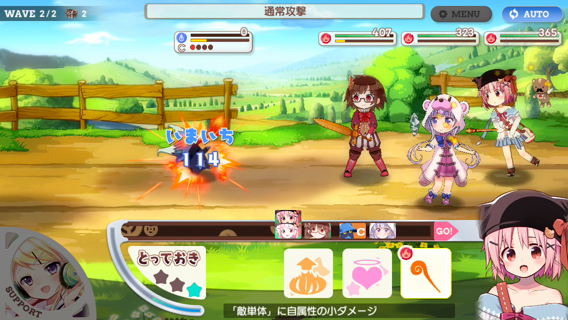 WAVE 2/2 2
通常攻撃
MENU
AUTO
0
C
407
323
365
いまいち
114
C
GO!
とっておき
SUPPORT
「敵単体」に自属性の小ダメージ